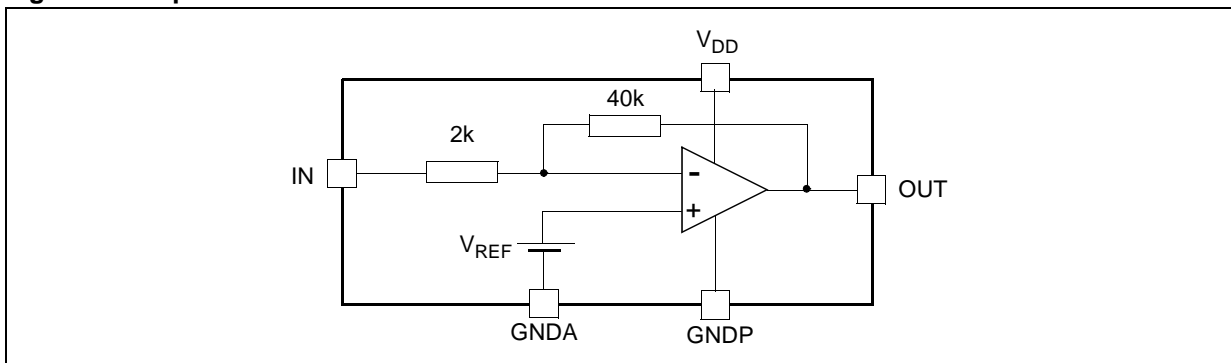 V_DD
40k
2k
IN
-
OUT
+
V_REF
GNDA
GNDP